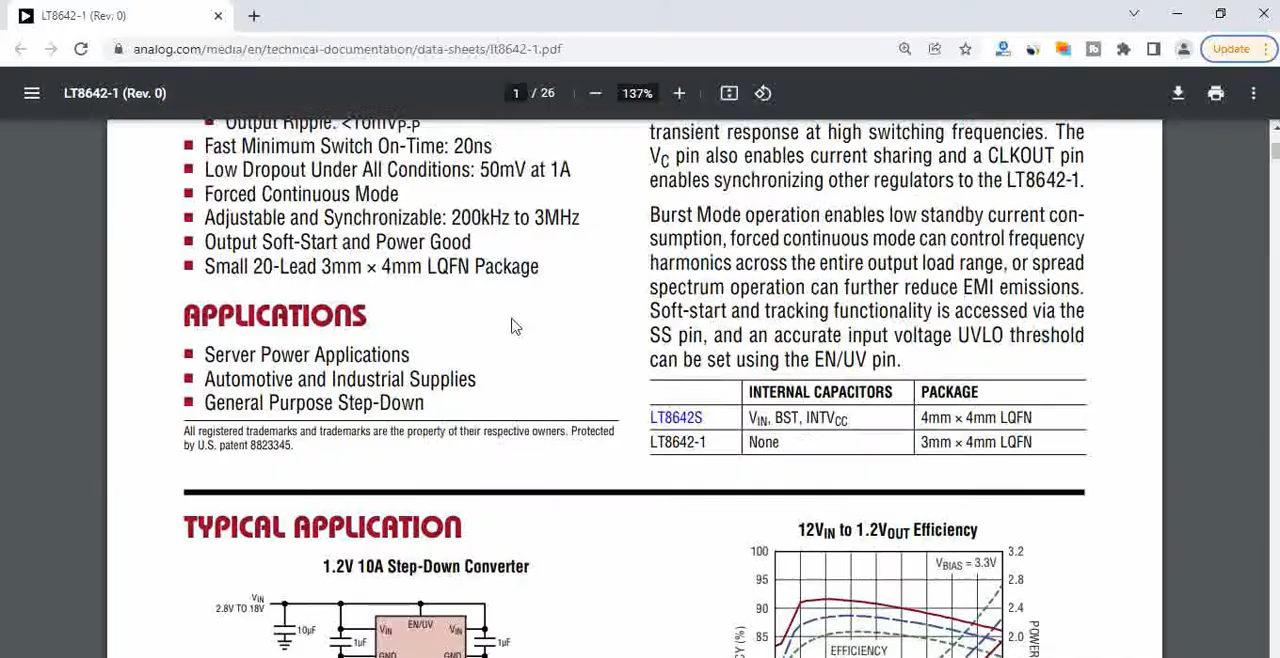 LT8642-1 (Rev. 0)
analog.com/media/en/technical-documentation/data-sheets/lt8642-1.pdf
Update
LT8642-1 (Rev. 0)
1 / 26
137%
Output Ripple: <10mVP-P
Fast Minimum Switch On-Time: 20ns
Low Dropout Under All Conditions: 50mV at 1A
Forced Continuous Mode
Adjustable and Synchronizable: 200kHz to 3MHz
Output Soft-Start and Power Good
Small 20-Lead 3mm × 4mm LQFN Package
APPLICATIONS
Server Power Applications
Automotive and Industrial Supplies
General Purpose Step-Down
All registered trademarks and trademarks are the property of their respective owners. Protected
by U.S. patent 8823345.
transient response at high switching frequencies. The
VC pin also enables current sharing and a CLKOUT pin
enables synchronizing other regulators to the LT8642-1.
Burst Mode operation enables low standby current con-
sumption, forced continuous mode can control frequency
harmonics across the entire output load range, or spread
spectrum operation can further reduce EMI emissions.
Soft-start and tracking functionality is accessed via the
SS pin, and an accurate input voltage UVLO threshold
can be set using the EN/UV pin.
INTERNAL CAPACITORS PACKAGE
LT8642S VIN, BST, INTVCC 4mm × 4mm LQFN
LT8642-1 None 3mm × 4mm LQFN
TYPICAL APPLICATION
1.2V 10A Step-Down Converter
VIN
2.8V TO 18V
10µF
1µF
VIN
EN/UV
VIN
1µF
GND
GND
12VIN to 1.2VOUT Efficiency
100
95
90
85
VBIAS = 3.3V
EFFICIENCY
3.2
2.8
2.4
2.0
(%)
POWER